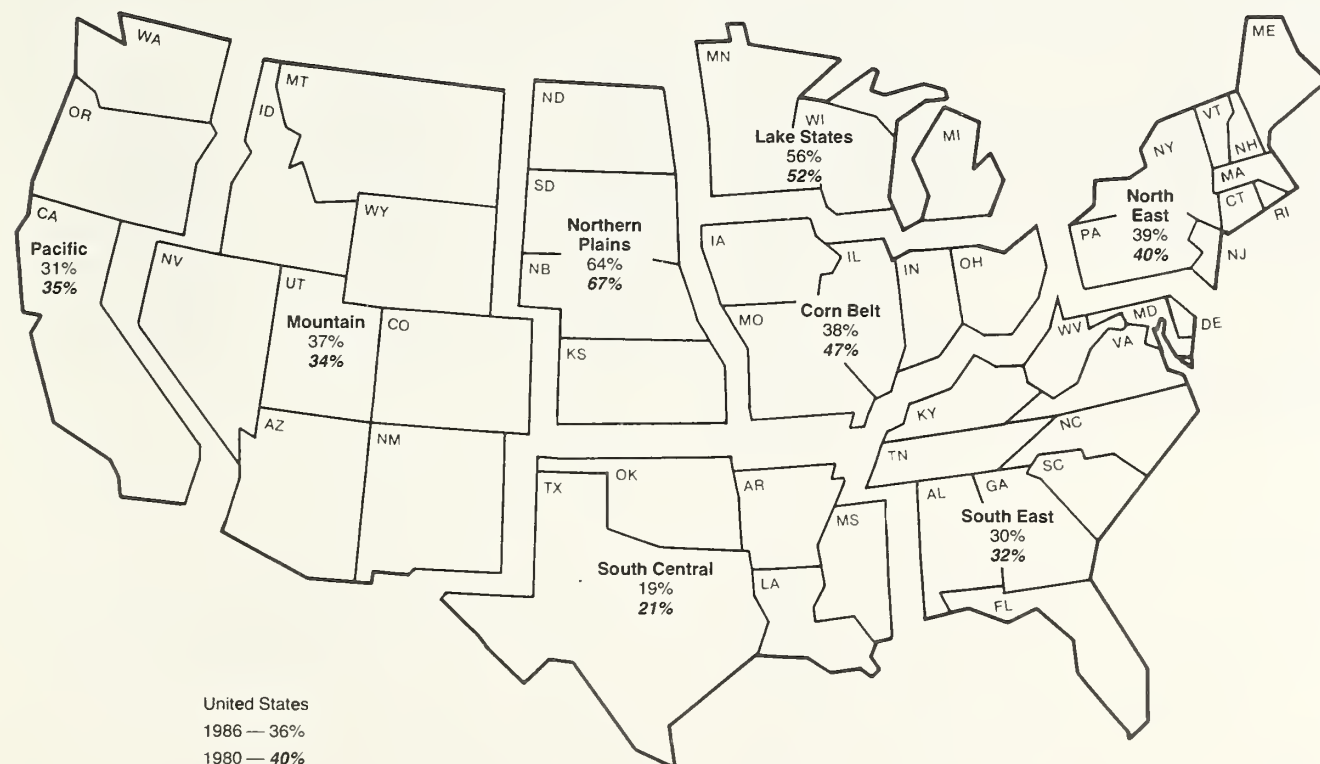 WA
OR
CA
Pacific
31%
35%
MT
ID
WY
NV
UT
Mountain
37%
34%
CO
AZ
NM
ND
SD
Northern
Plains
64%
67%
NB
KS
MN
WI
Lake States
56%
52%
MI
IA
IL
IN
OH
MO
Corn Belt
38%
47%
ME
VT
NH
NY
MA
CT
RI
North
East
39%
40%
PA
NJ
WV
MD
DE
VA
KY
NC
TN
SC
AL
GA
South East
30%
32%
FL
TX
OK
AR
MS
LA
South Central
19%
21%
United States
1986 — 36%
1980 — 40%